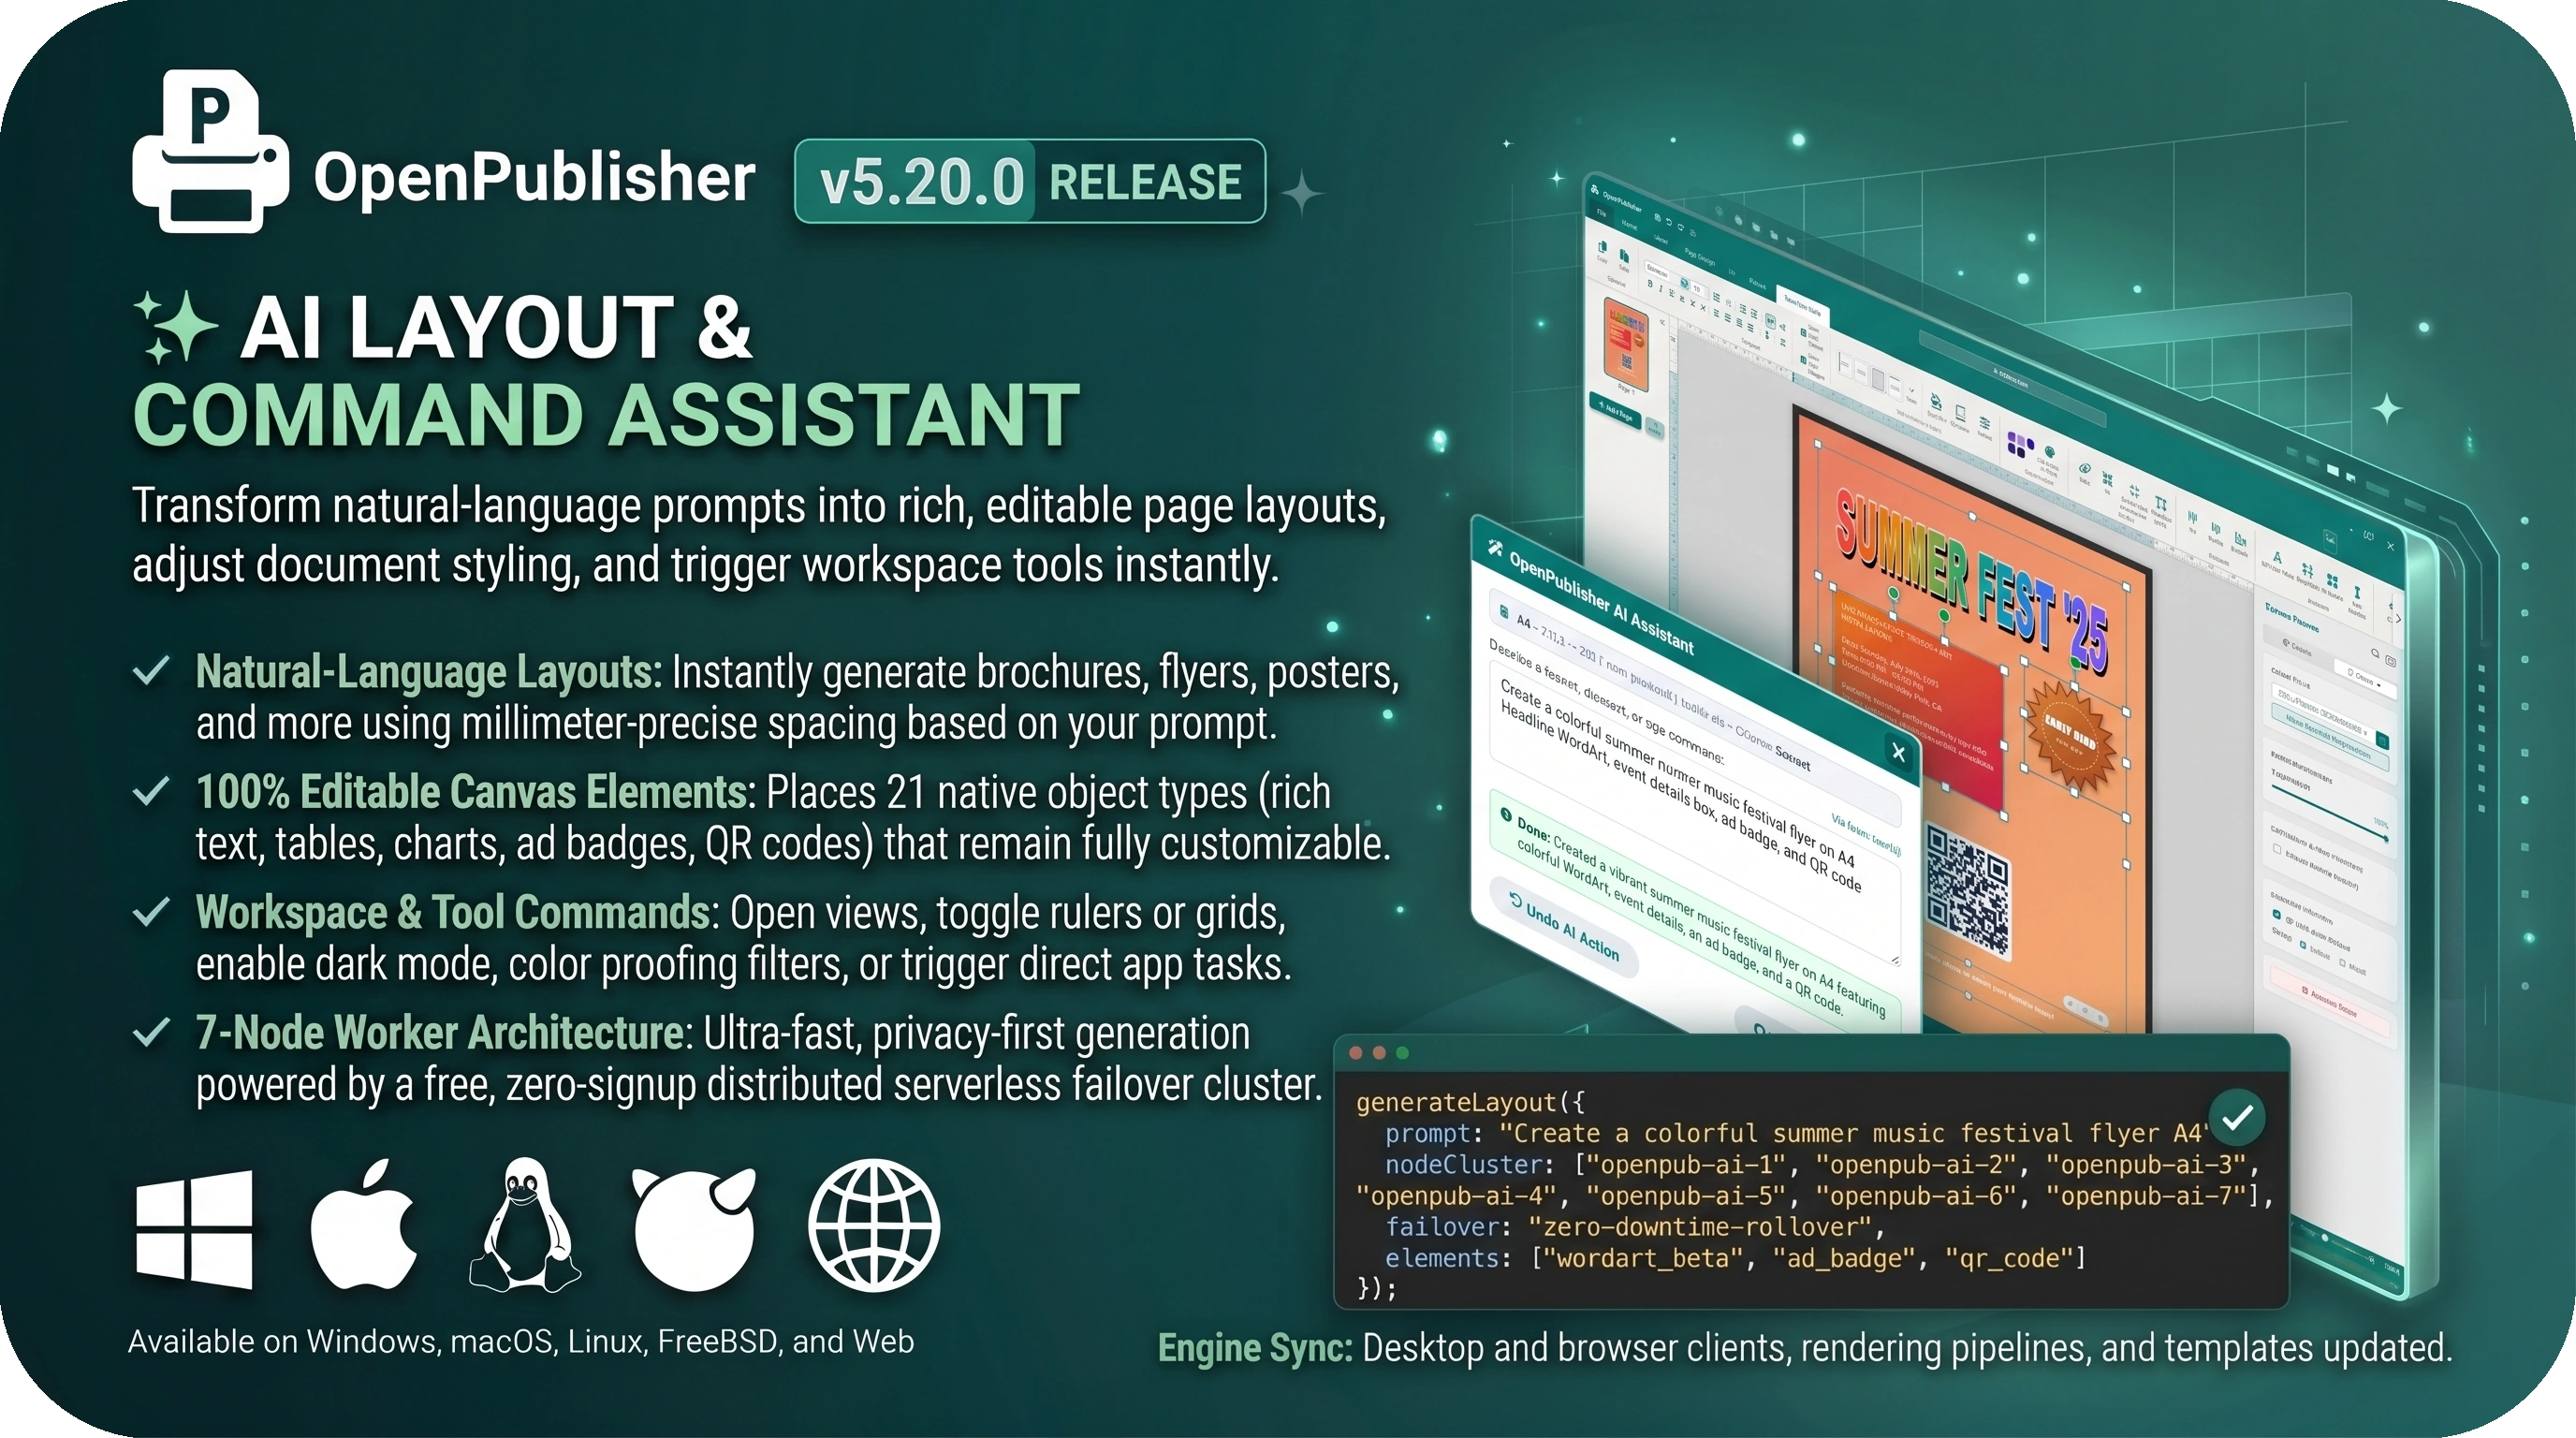 P
OpenPublisher
v5.20.0 RELEASE
AI LAYOUT &
COMMAND ASSISTANT
Transform natural-language prompts into rich, editable page layouts,
adjust document styling, and trigger workspace tools instantly.
Natural-Language Layouts: Instantly generate brochures, flyers, posters,
and more using millimeter-precise spacing based on your prompt.
100% Editable Canvas Elements: Places 21 native object types (rich
text, tables, charts, ad badges, QR codes) that remain fully customizable.
Workspace & Tool Commands: Open views, toggle rulers or grids,
enable dark mode, color proofing filters, or trigger direct app tasks.
7-Node Worker Architecture: Ultra-fast, privacy-first generation
powered by a free, zero-signup distributed serverless failover cluster.
Available on Windows, macOS, Linux, FreeBSD, and Web
OpenPublisher
File
Home
Page Design
Page 1
SUMMER FEST '25
EARLY BIRD
OpenPublisher AI Assistant
Create a colorful summer nurmer music festival flyer on A4
Headline WordArt, event details box, ad badge, and QR code
Done: Created a vibrant summer music festival flyer on A4 featuring
colorful WordArt, event details, an ad badge, and a QR code.
Undo AI Action
generateLayout({
prompt: "Create a colorful summer music festival flyer A4"
nodeCluster: ["openpub-ai-1", "openpub-ai-2", "openpub-ai-3",
"openpub-ai-4", "openpub-ai-5", "openpub-ai-6", "openpub-ai-7"],
failover: "zero-downtime-rollover",
elements: ["wordart_beta", "ad_badge", "qr_code"]
});
Engine Sync: Desktop and browser clients, rendering pipelines, and templates updated.